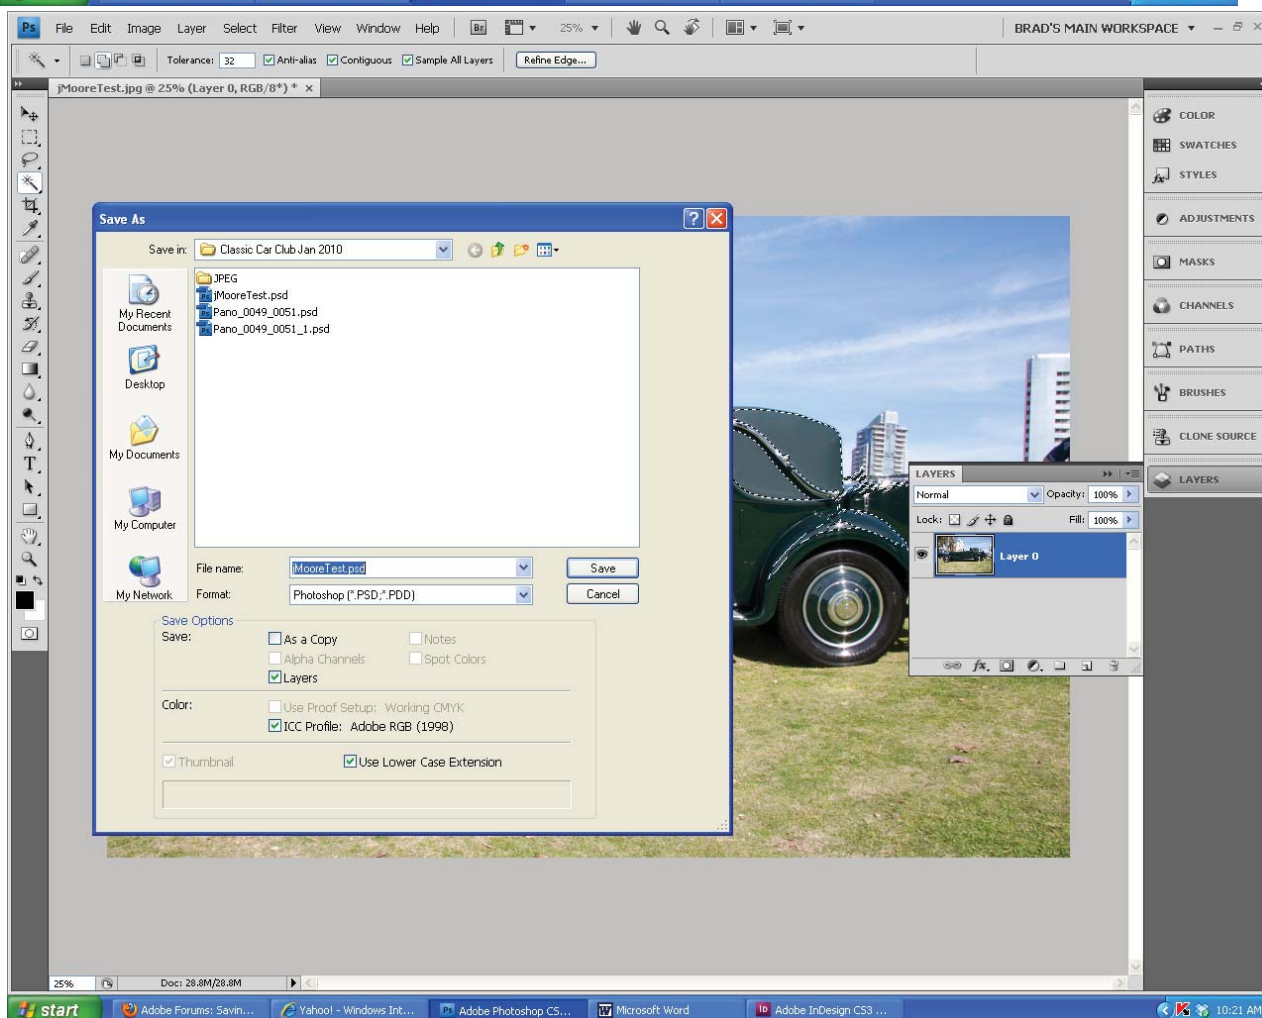 Ps File Edit Image Layer Select Filter View Window Help Br 25% BRAD'S MAIN WORKSPACE
Tolerance: 32 Anti-alias Contiguous Sample All Layers Refine Edge...
jMooreTest.jpg @ 25% (Layer 0, RGB/8*) * ×
COLOR
SWATCHES
STYLES
ADJUSTMENTS
MASKS
CHANNELS
PATHS
BRUSHES
CLONE SOURCE
LAYERS
Save As
Save in: Classic Car Club Jan 2010
My Recent Documents
Desktop
My Documents
My Computer
My Network
JPEG
jMooreTest.psd
Pano_0049_0051.psd
Pano_0049_0051_1.psd
File name: jMooreTest.psd Save
Format: Photoshop (*.PSD;*.PDD) Cancel
Save Options
Save: As a Copy Notes
Alpha Channels Spot Colors
Layers
Color: Use Proof Setup: Working CMYK
ICC Profile: Adobe RGB (1998)
Thumbnail Use Lower Case Extension
LAYERS
Normal Opacity: 100%
Lock: Fill: 100%
Layer 0
fx.
25% Doc: 28.8M/28.8M
start Adobe Forums: Savin... Yahoo! - Windows Int... Ps Adobe Photoshop CS... Microsoft Word Id Adobe InDesign CS3 ... 10:21 AM